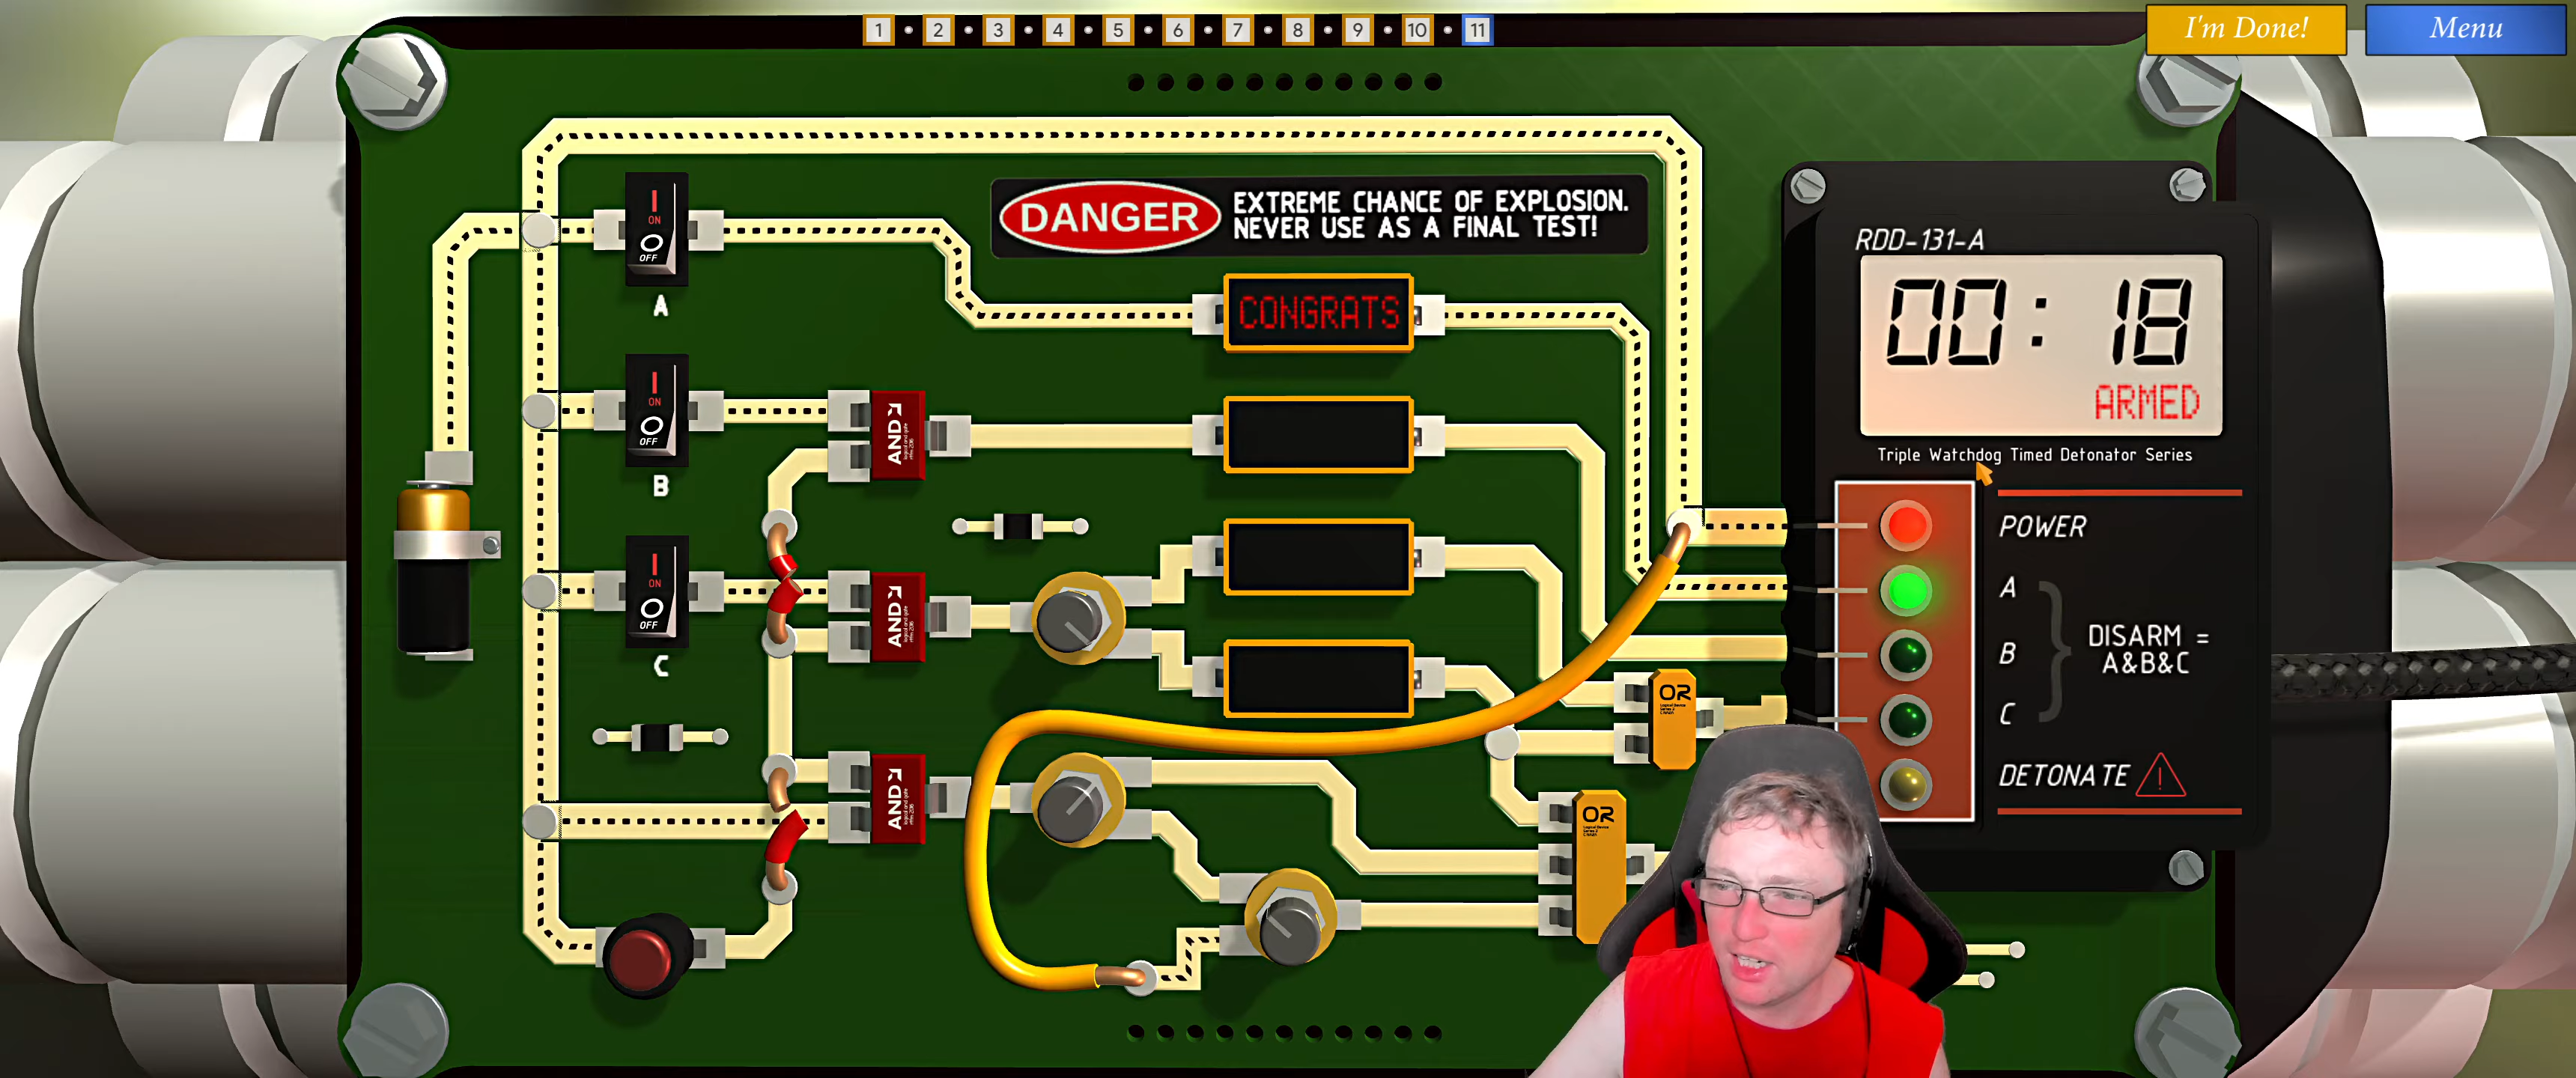 1 2 3 4 5 6 7 8 9 10 11
I'm Done!
Menu
DANGER
EXTREME CHANCE OF EXPLOSION.
NEVER USE AS A FINAL TEST!
I
ON
O
OFF
A
CONGRATS
RDD-131-A
00:18
ARMED
Triple Watchdog Timed Detonator Series
I
ON
O
OFF
B
AND
I
ON
O
OFF
C
AND
POWER
A
B
C
DISARM =
A&B&C
DETONATE
OR
AND
OR